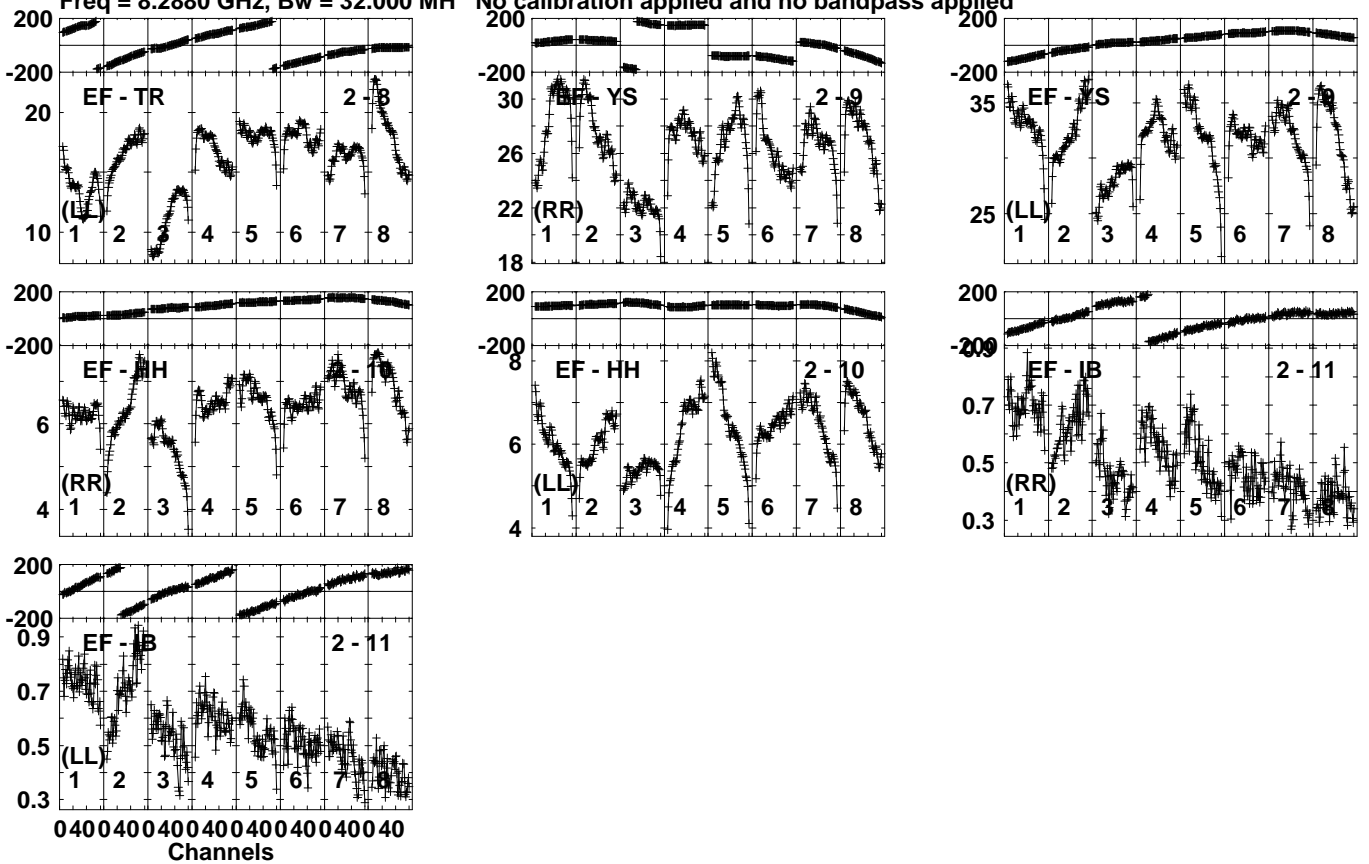 Freq = 8.2880 GHz, Bw = 32.000 MH No calibration applied and no bandpass applied
200
-200
EF - TR 2 - 8
20
10
(LL)
1 2 3 4 5 6 7 8
200
-200
EF - YS 2 - 9
30
26
22
18
(RR)
1 2 3 4 5 6 7 8
200
-200
EF - YS 2 - 9
35
25
(LL)
1 2 3 4 5 6 7 8
200
-200
EF - HH 2 - 10
6
4
(RR)
1 2 3 4 5 6 7 8
200
-200
EF - HH 2 - 10
8
6
4
(LL)
1 2 3 4 5 6 7 8
200
-200
EF - IB 2 - 11
0.9
0.7
0.5
0.3
(RR)
1 2 3 4 5 6 7 8
200
-200
EF - IB 2 - 11
0.9
0.7
0.5
0.3
(LL)
1 2 3 4 5 6 7 8
0 40 0 40 0 40 0 40 0 40 0 40 0 40 0 40
Channels